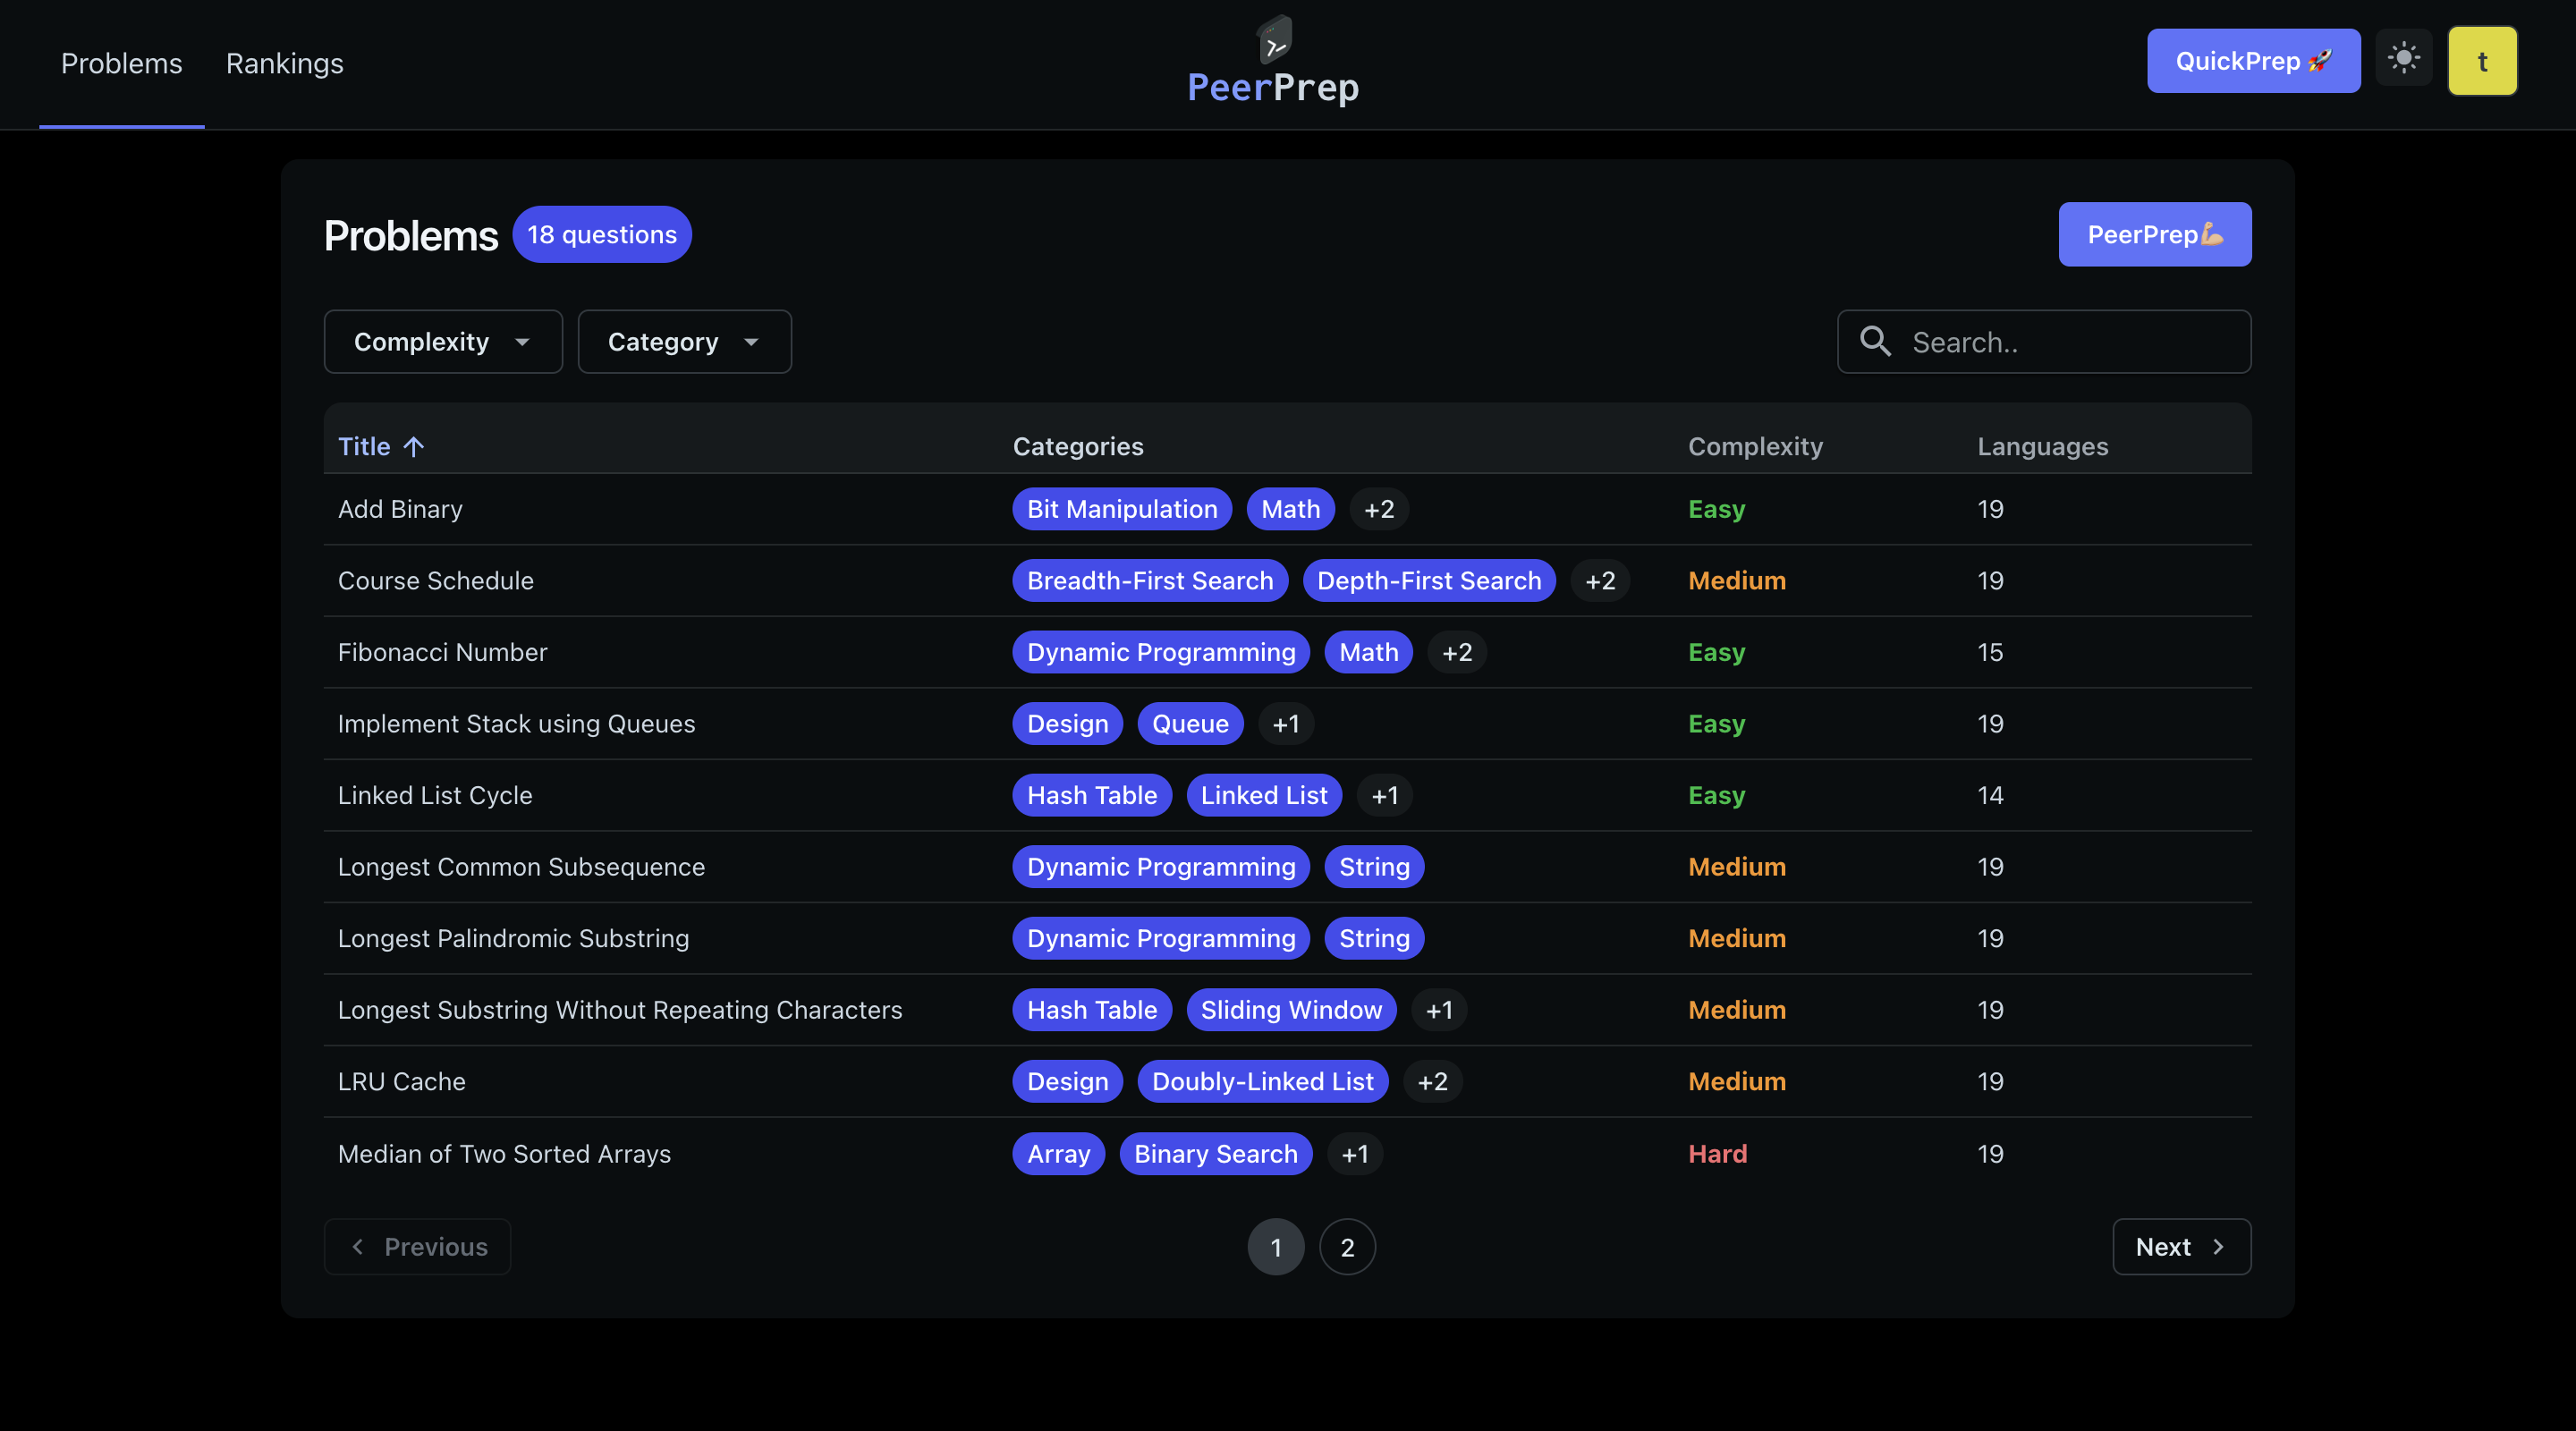 Problems Rankings PeerPrep QuickPrep 🚀 t
Problems 18 questions PeerPrep💪🏼
Complexity Category Search..
Title ↑ Categories Complexity Languages
Add Binary Bit Manipulation Math +2 Easy 19
Course Schedule Breadth-First Search Depth-First Search +2 Medium 19
Fibonacci Number Dynamic Programming Math +2 Easy 15
Implement Stack using Queues Design Queue +1 Easy 19
Linked List Cycle Hash Table Linked List +1 Easy 14
Longest Common Subsequence Dynamic Programming String Medium 19
Longest Palindromic Substring Dynamic Programming String Medium 19
Longest Substring Without Repeating Characters Hash Table Sliding Window +1 Medium 19
LRU Cache Design Doubly-Linked List +2 Medium 19
Median of Two Sorted Arrays Array Binary Search +1 Hard 19
Previous 1 2 Next